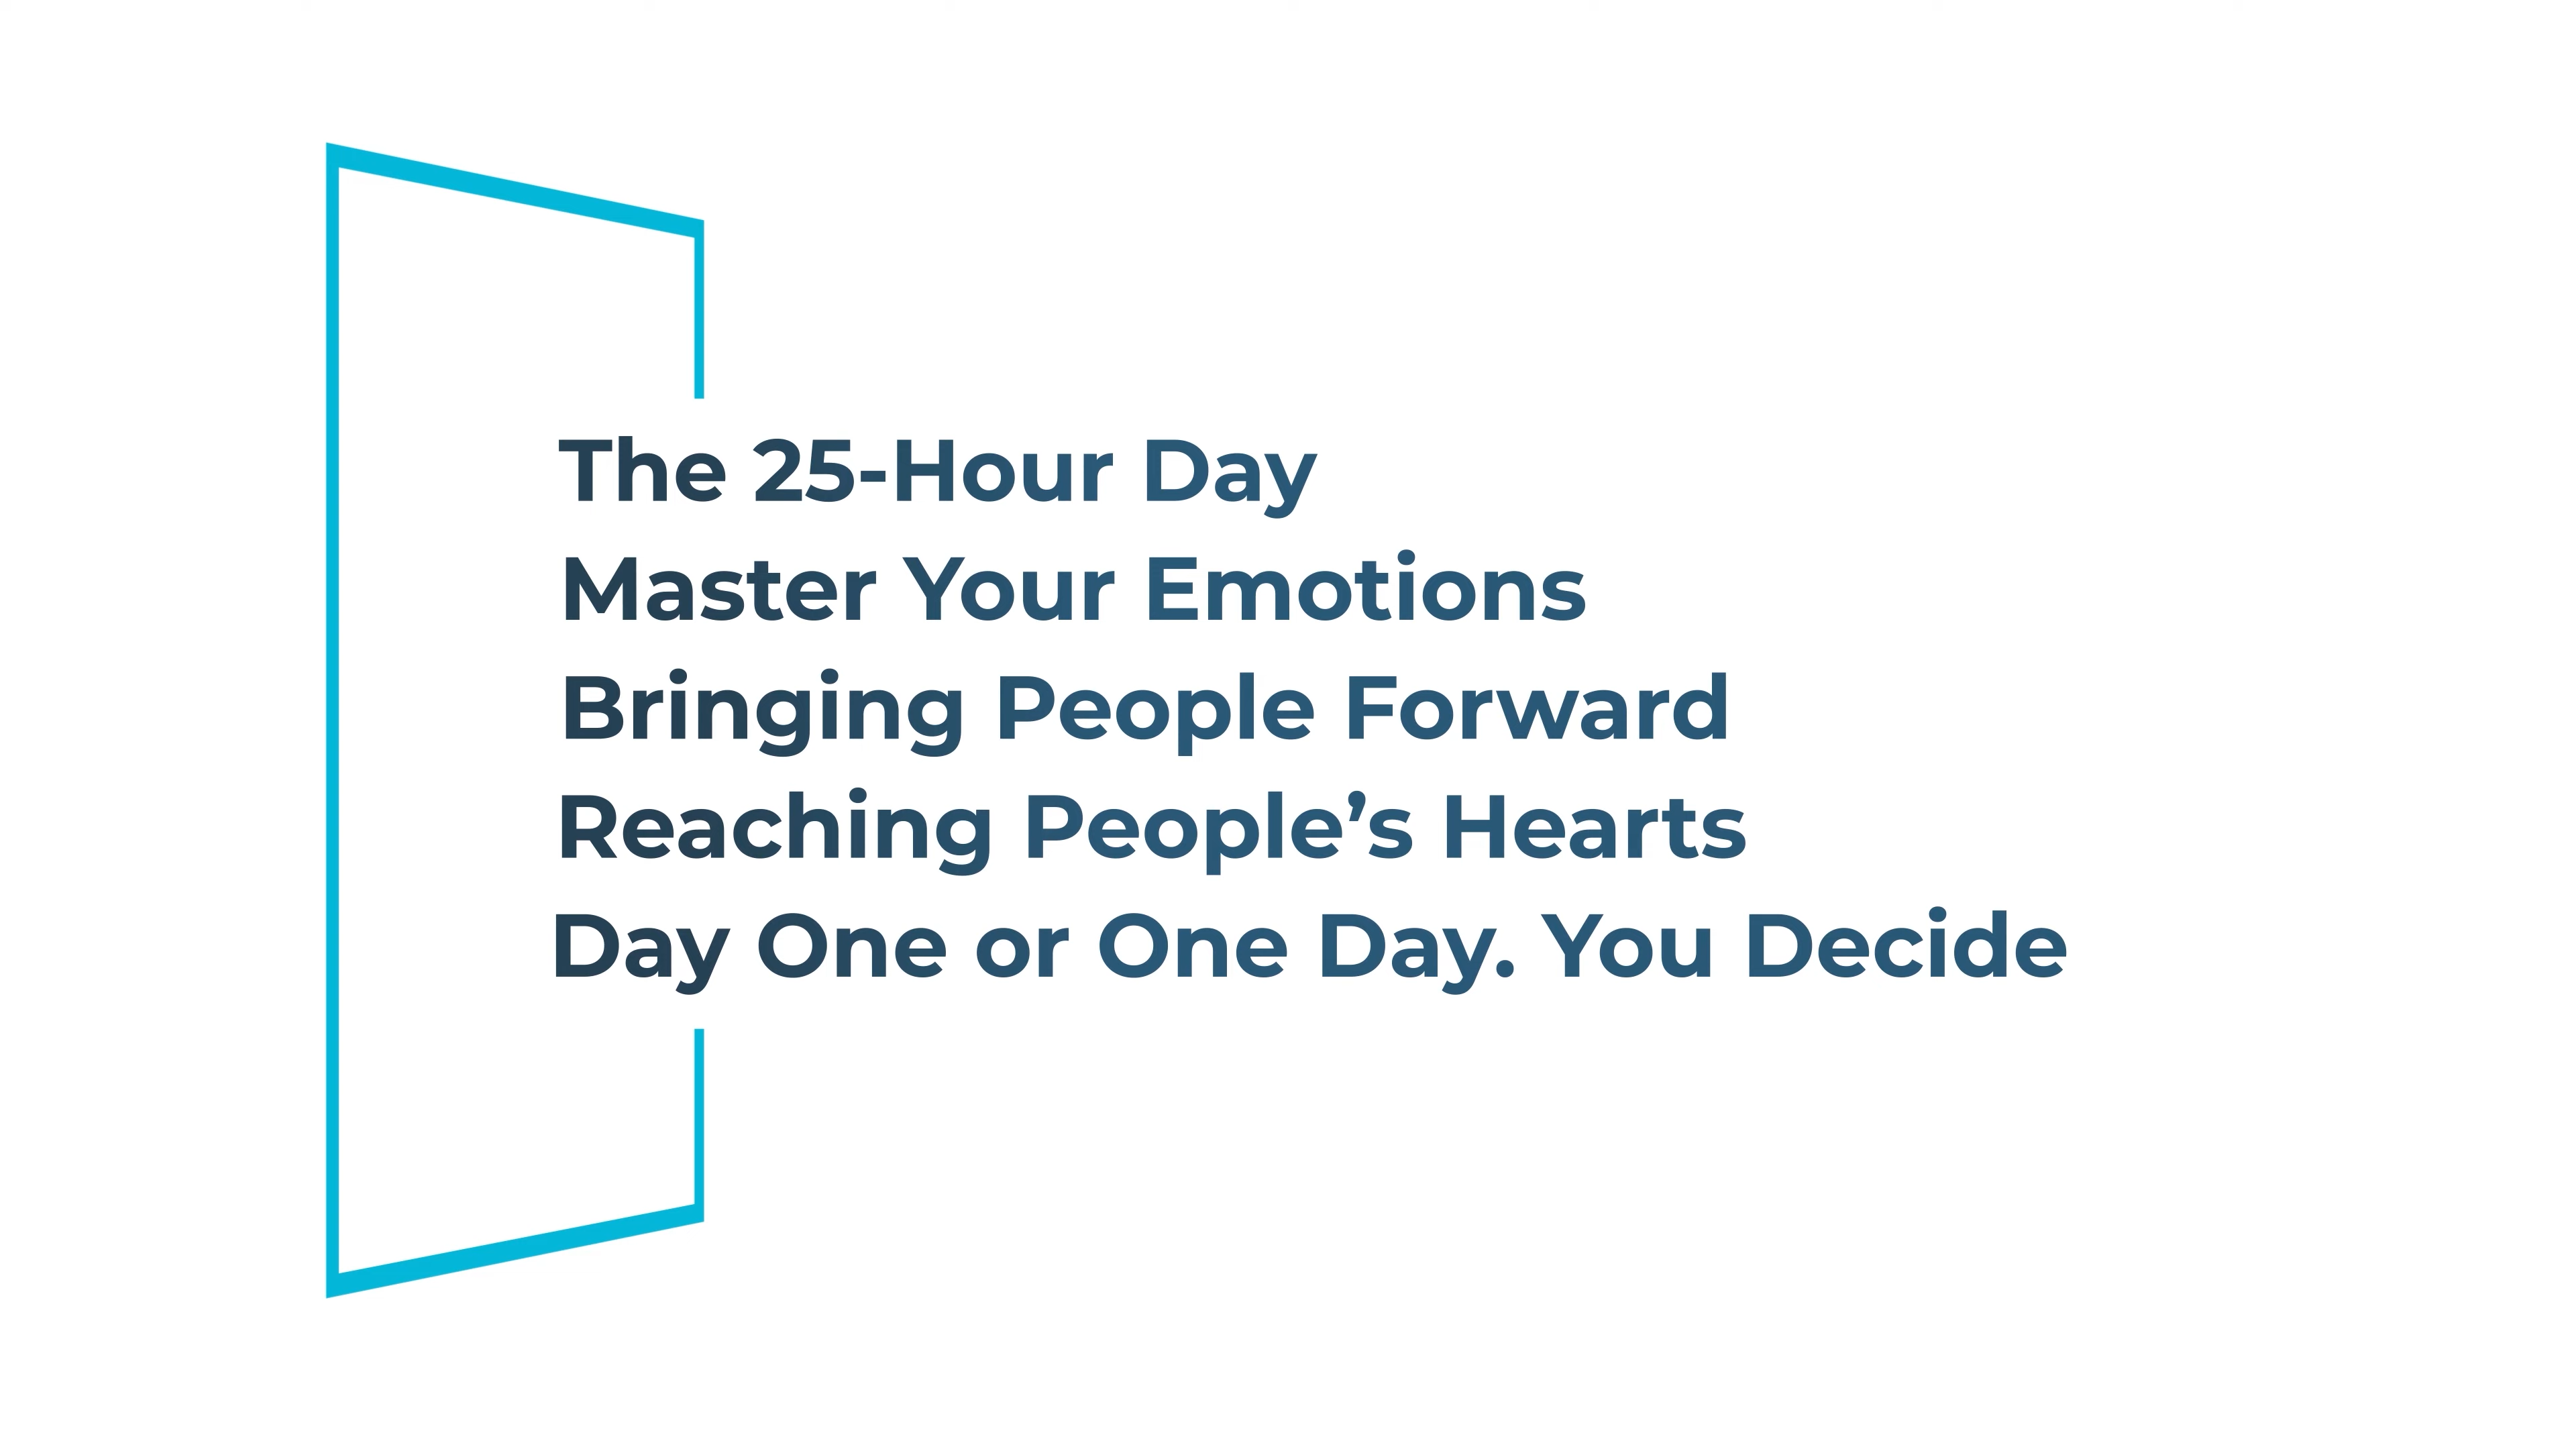 The 25-Hour Day
Master Your Emotions
Bringing People Forward
Reaching People’s Hearts
Day One or One Day. You Decide